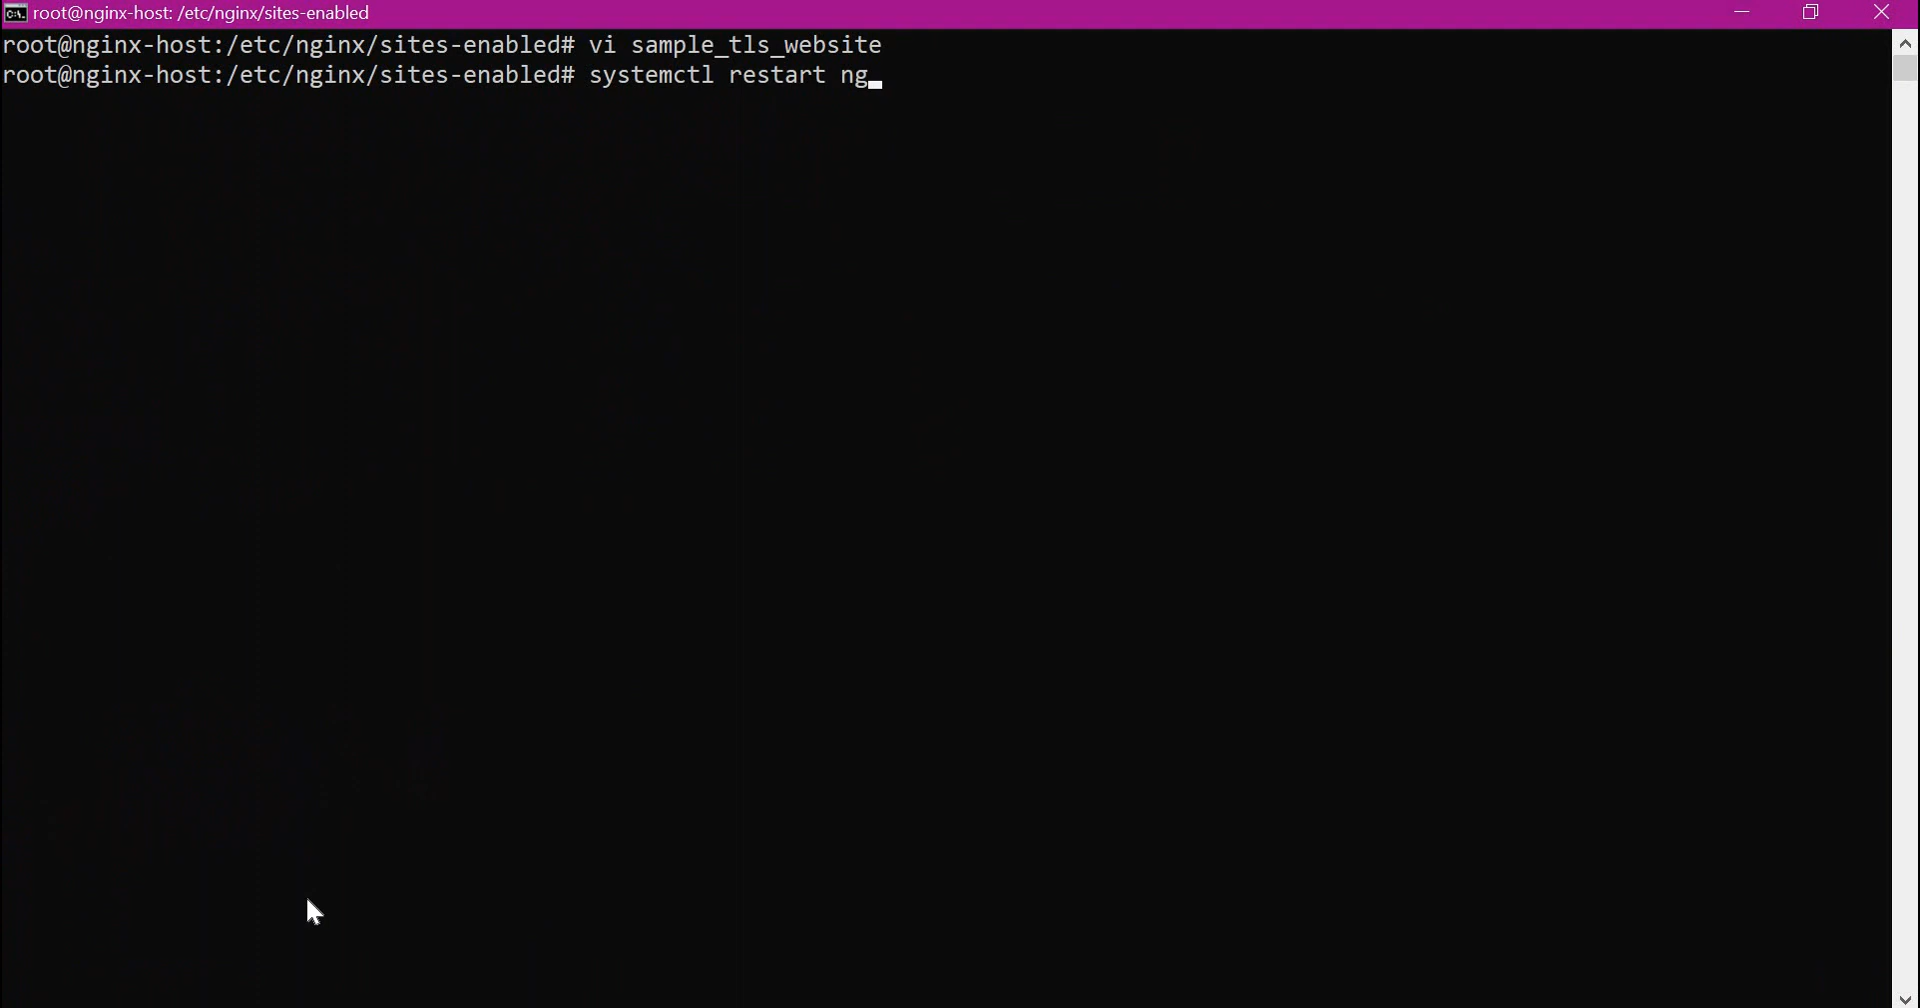 root@nginx-host: /etc/nginx/sites-enabled
root@nginx-host:/etc/nginx/sites-enabled# vi sample_tls_website
root@nginx-host:/etc/nginx/sites-enabled# systemctl restart ng